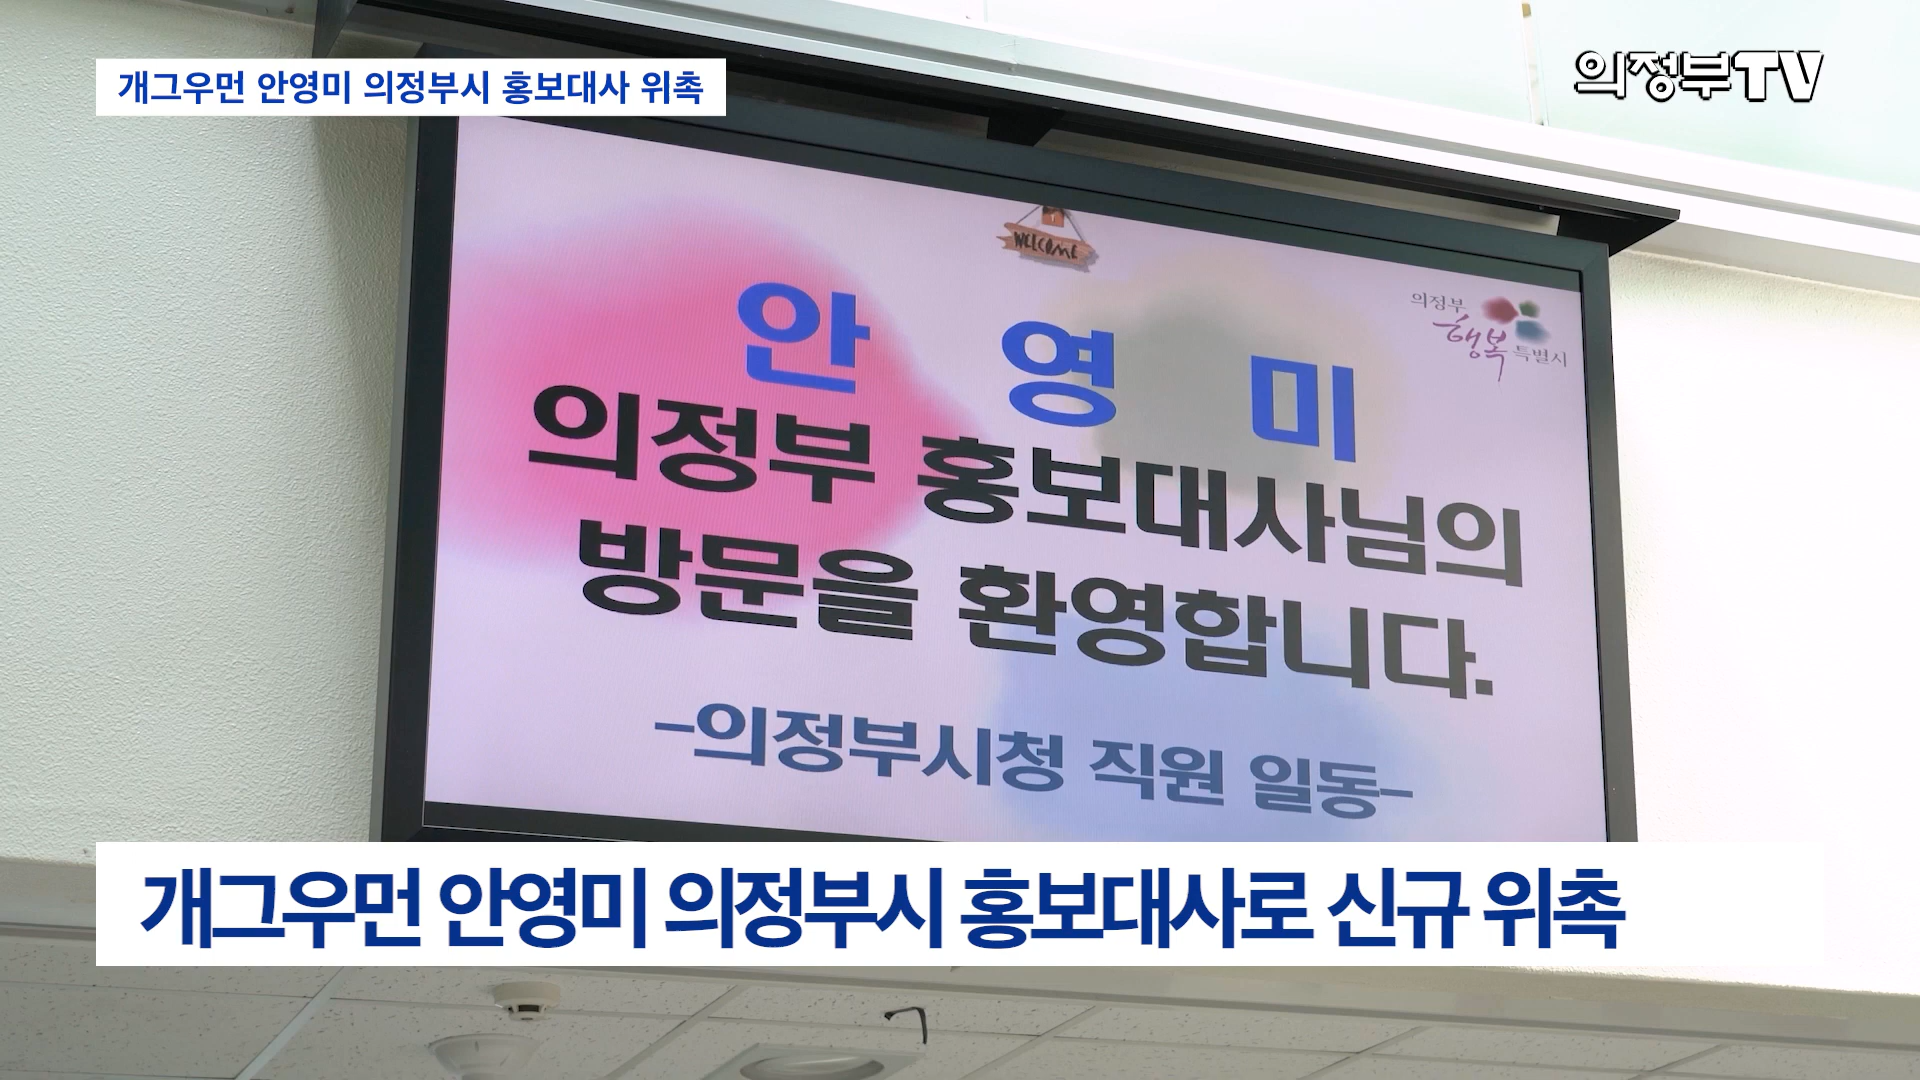 개그우먼 안영미 의정부시 홍보대사 위촉
의정부TV
WELCOME
의정부
행복 특별시
안 영 미
의정부 홍보대사님의
방문을 환영합니다.
-의정부시청 직원 일동-
개그우먼 안영미 의정부시 홍보대사로 신규 위촉